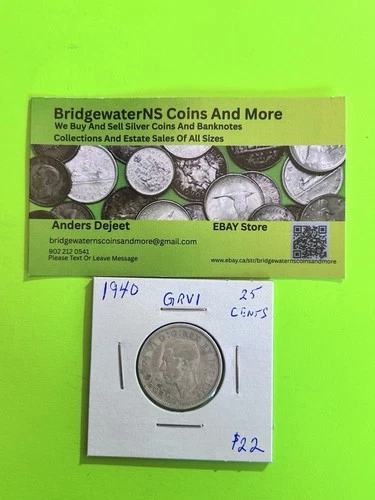 BridgewaterNS Coins And More
We Buy And Sell Silver Coins And Banknotes
Collections And Estate Sales Of All Sizes
Anders Dejeet
EBAY Store
bridgewaternscoinsandmore@gmail.com
902 212 0541
Please Text Or Leave Message
www.ebay.ca/str/bridgewaternscoinsandmore
1940
GRV1
25
CENTS
$22